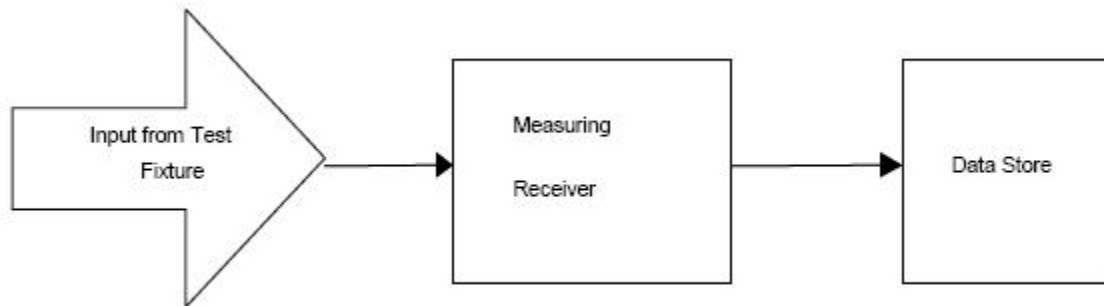 Input from Test
Fixture
Measuring
Receiver
Data Store